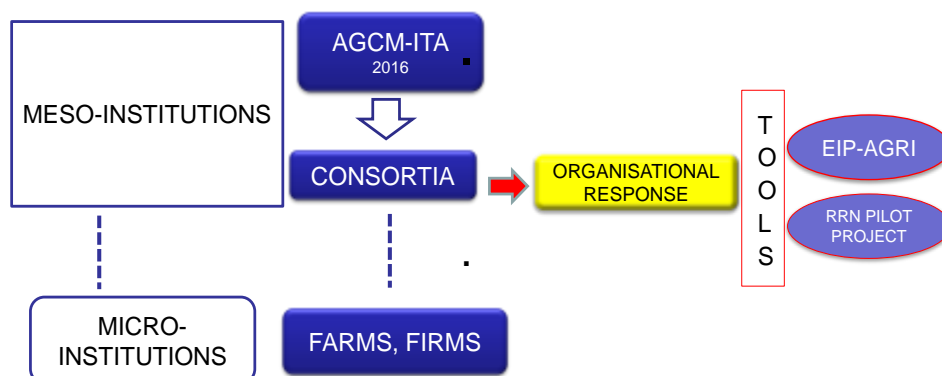 MESO-INSTITUTIONS
AGCM-ITA
2016
CONSORTIA
ORGANISATIONAL
RESPONSE
T
O
O
L
S
EIP-AGRI
RRN PILOT
PROJECT
MICRO-
INSTITUTIONS
FARMS, FIRMS